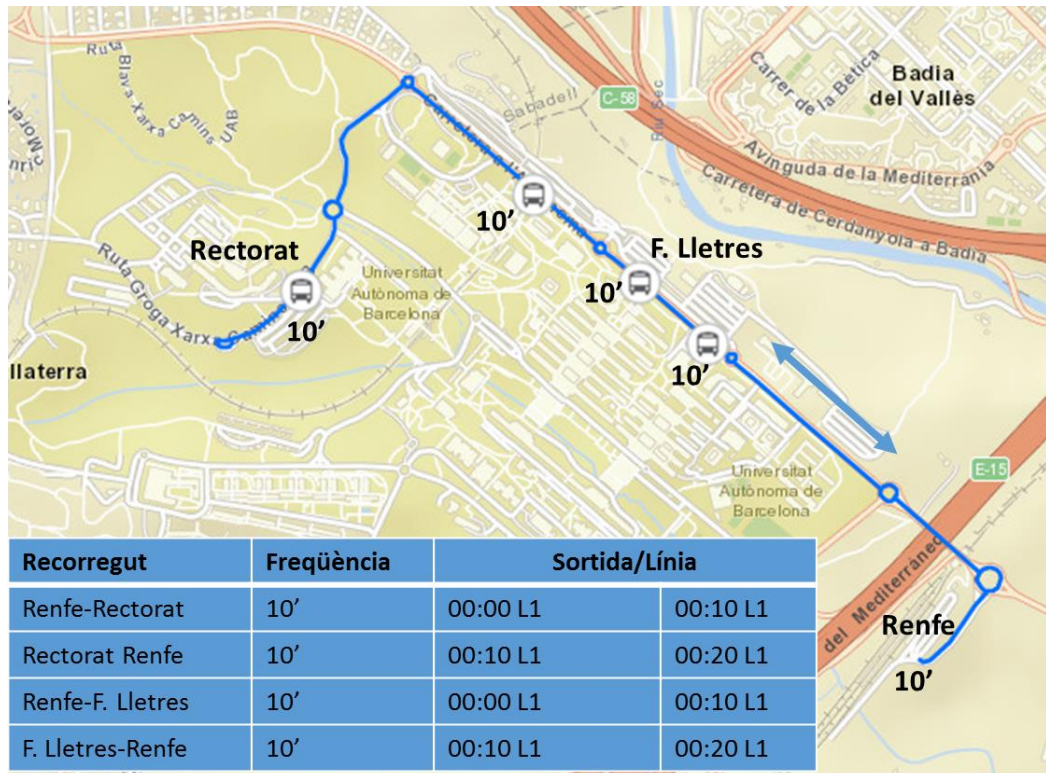 Ruta
Blava Xarxa Camins
UAB
C-58
Sabadell
Riu Sec
Carrer de la Bètica
Badia
del Vallès
Avinguda de la Mediterrània
Carretera de Cerdanyola a Badia
Carretera a l'
10'
F. Lletres
Rectorat
Universitat
Autònoma de
Barcelona
10'
Ruta Groga Xarxa Camins
10'
10'
llaterra
Universitat
Autònoma de
Barcelona
E-15
del Mediterràneo
Renfe
10'
Recorregut Freqüència Sortida/Línia
Renfe-Rectorat 10' 00:00 L1 00:10 L1
Rectorat Renfe 10' 00:10 L1 00:20 L1
Renfe-F. Lletres 10' 00:00 L1 00:10 L1
F. Lletres-Renfe 10' 00:10 L1 00:20 L1